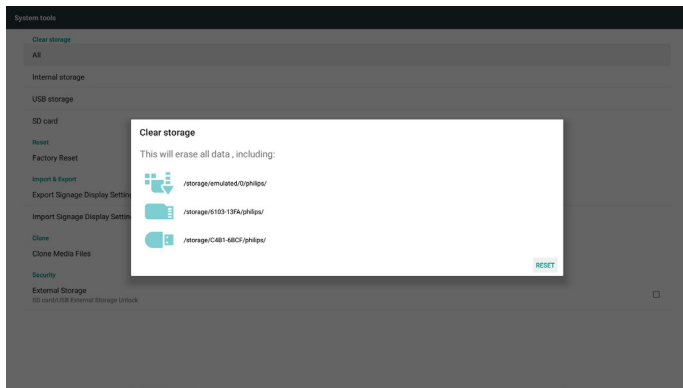 System tools
Clear storage
All
Internal storage
USB storage
SD card
Reset
Factory Reset
Import & Export
Export Signage Display Setting
Import Signage Display Settin
Clone
Clone Media Files
Security
External Storage
SD card/USB External Storage Unlock
Clear storage
This will erase all data , including:
/storage/emulated/0/philips/
/storage/6103-13FA/philips/
/storage/C4B1-6BCF/philips/
RESET